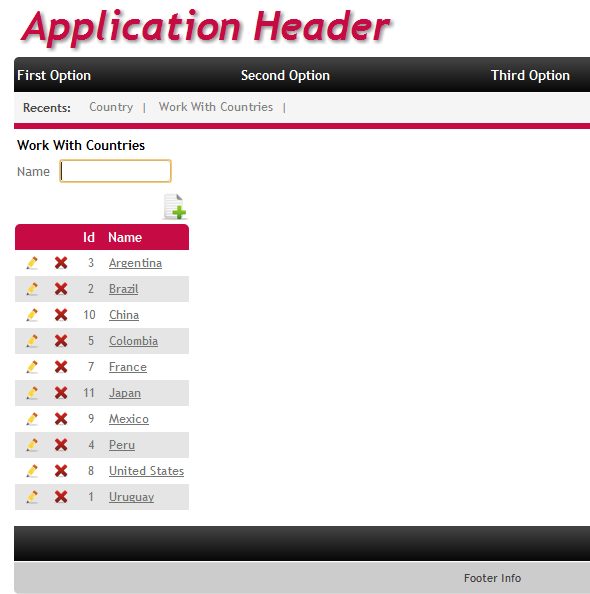 Application Header
First Option Second Option Third Option
Recents: Country | Work With Countries |
Work With Countries
Name
Id Name
3 Argentina
2 Brazil
10 China
5 Colombia
7 France
11 Japan
9 Mexico
4 Peru
8 United States
1 Uruguay
Footer Info